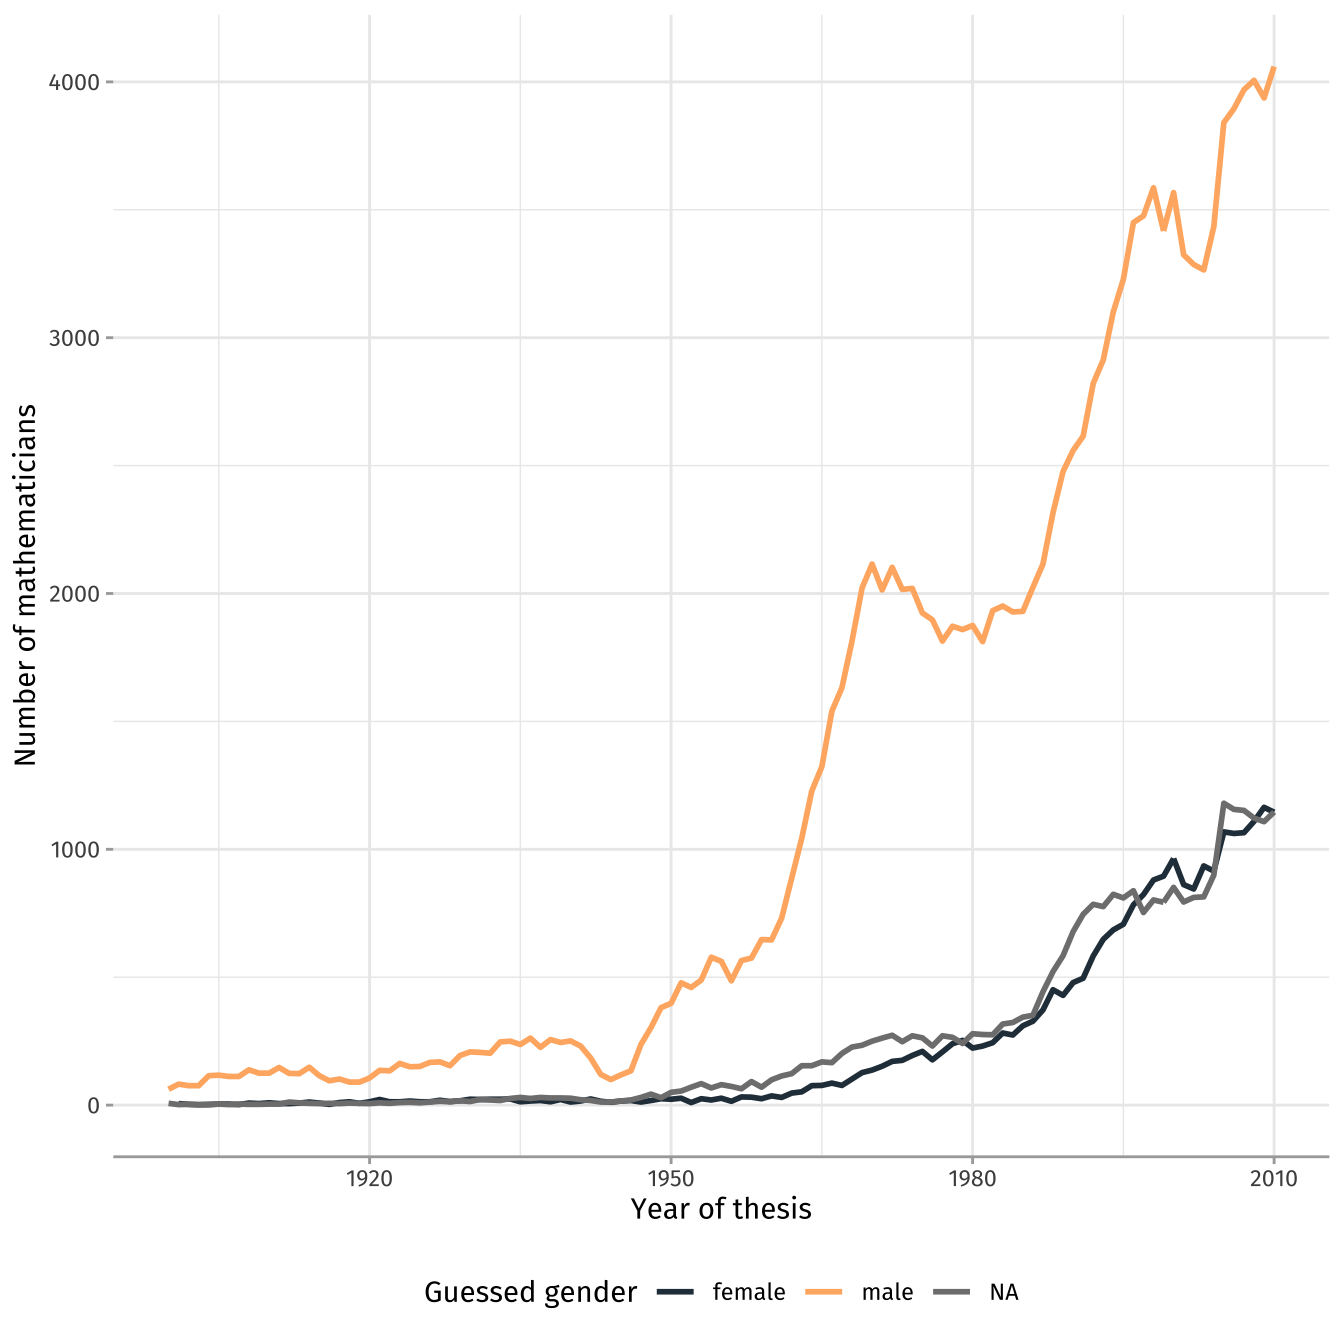 4000
3000
2000
1000
0
Number of mathematicians
1920 1950 1980 2010
Year of thesis
Guessed gender female male NA